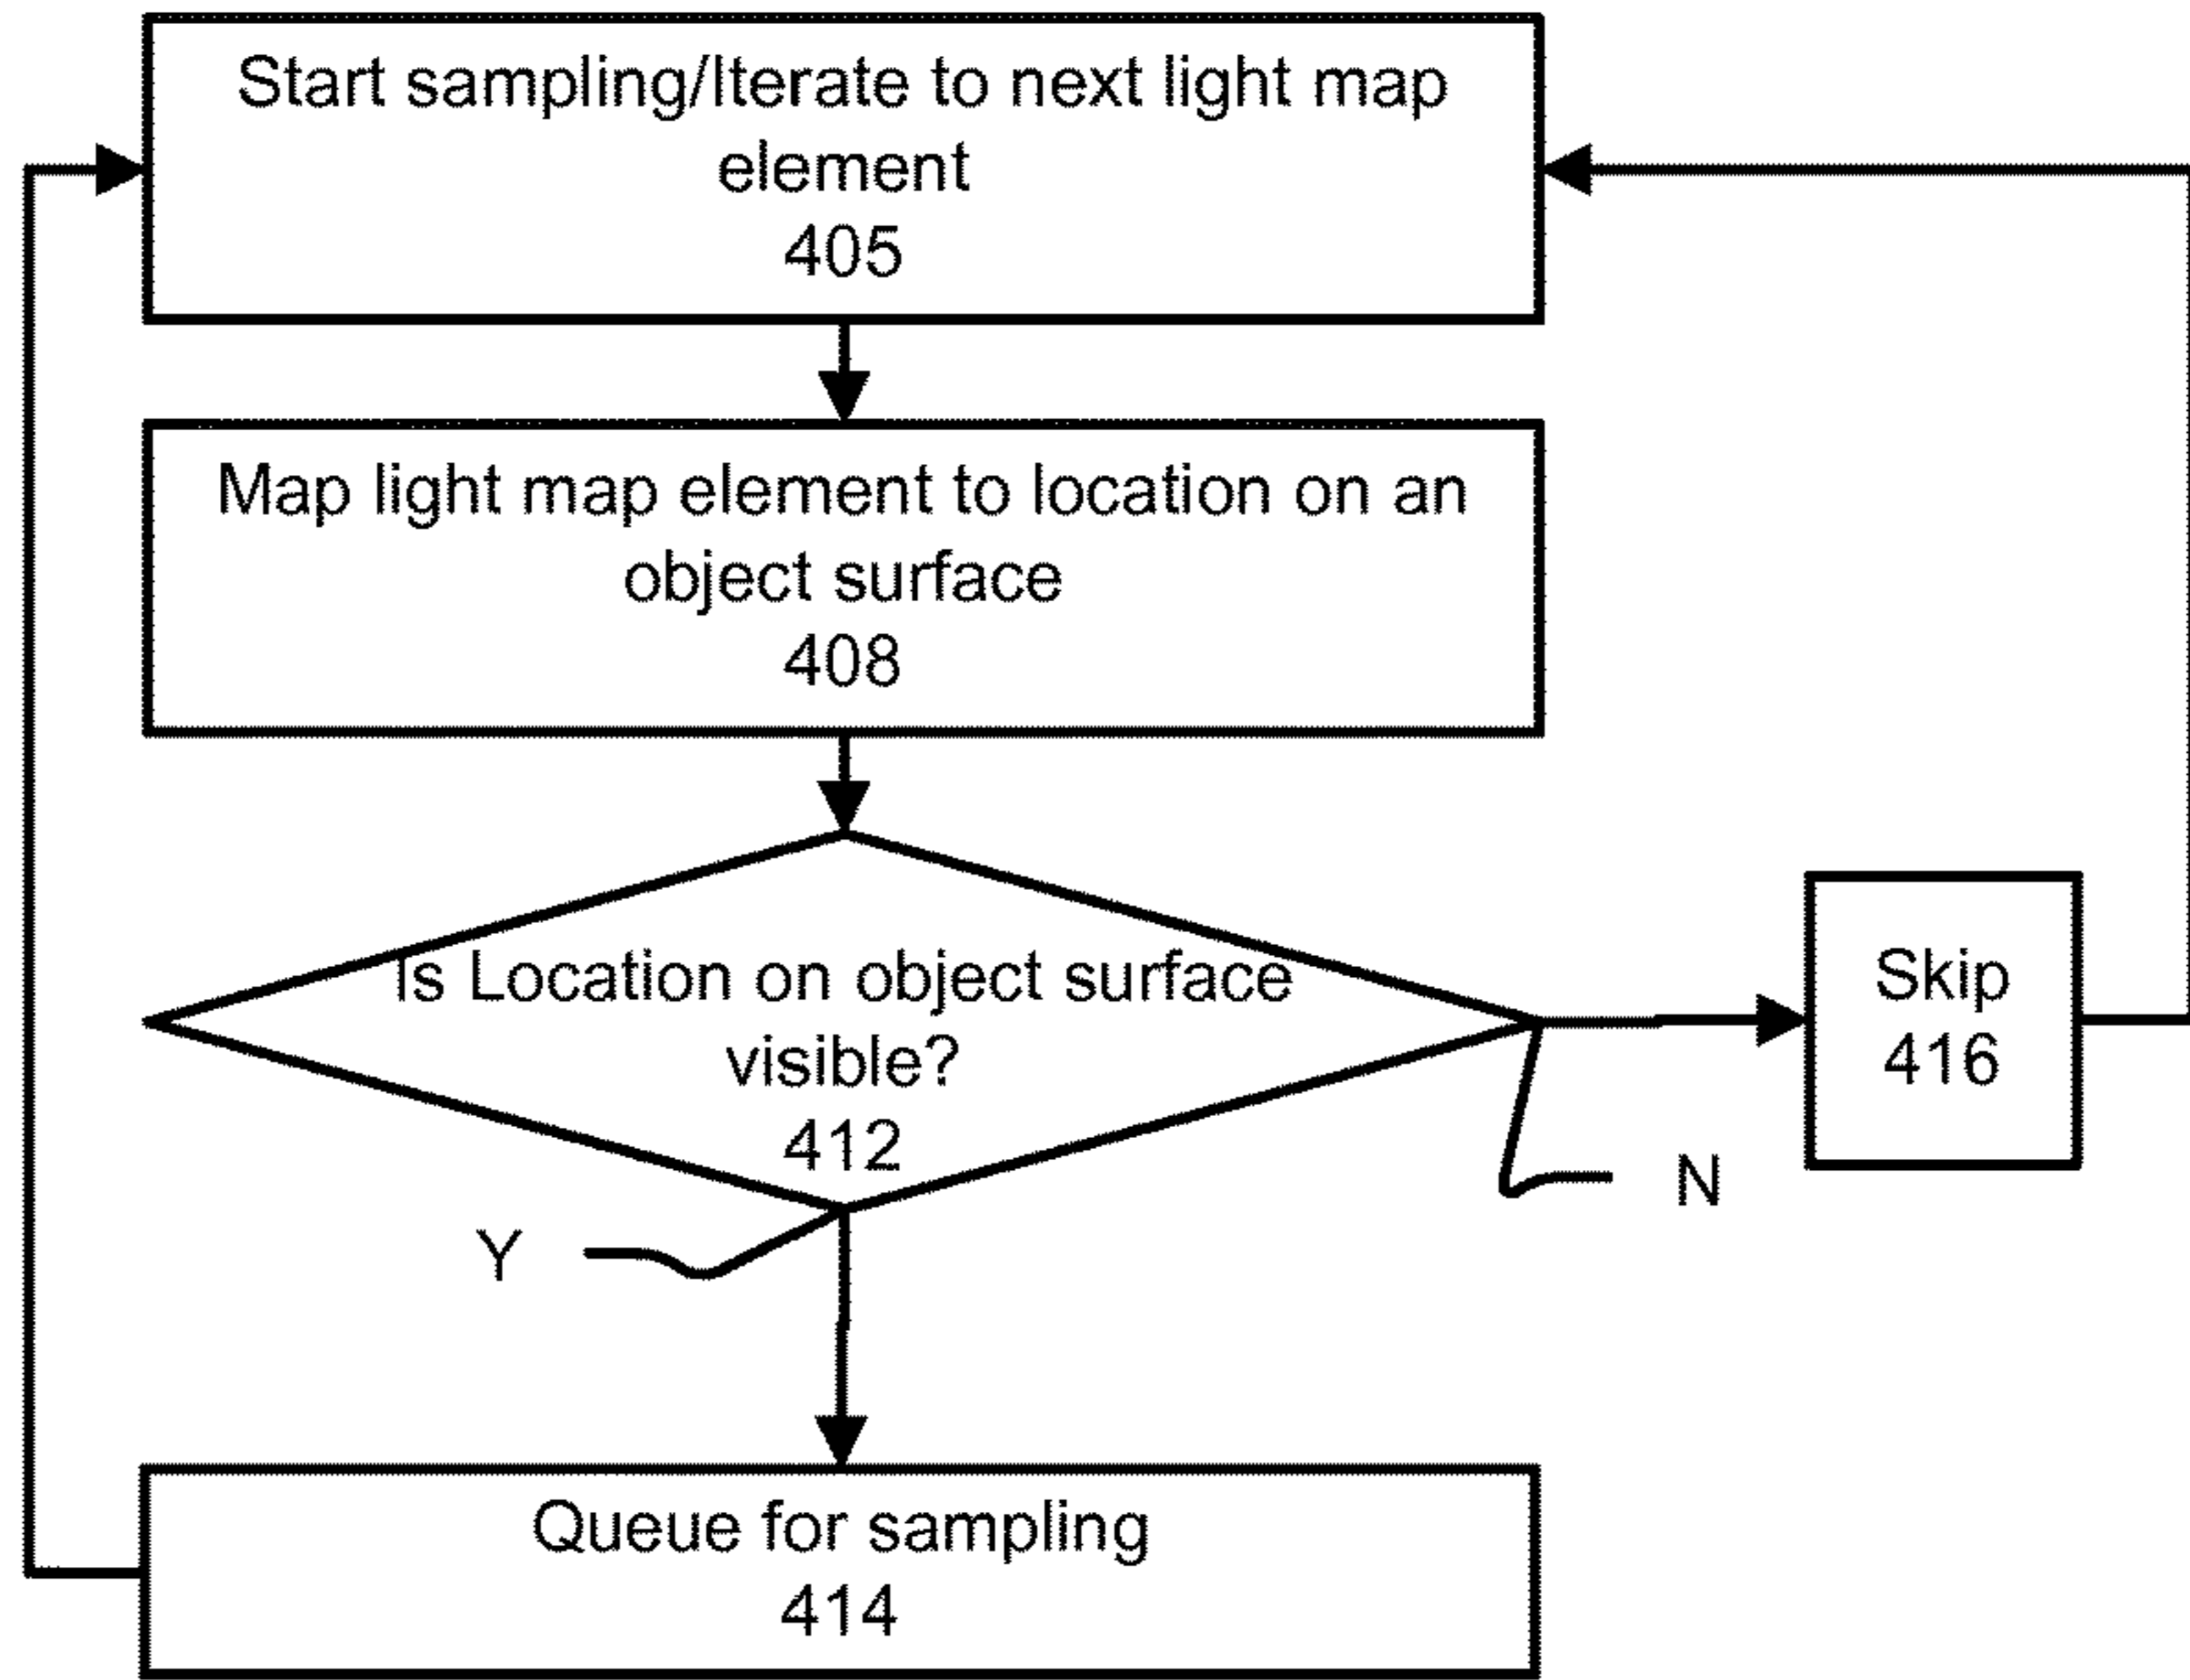 Start sampling/Iterate to next light map
element
405
Map light map element to location on an
object surface
408
Is Location on object surface
visible?
412
Skip
416
N
Y
Queue for sampling
414